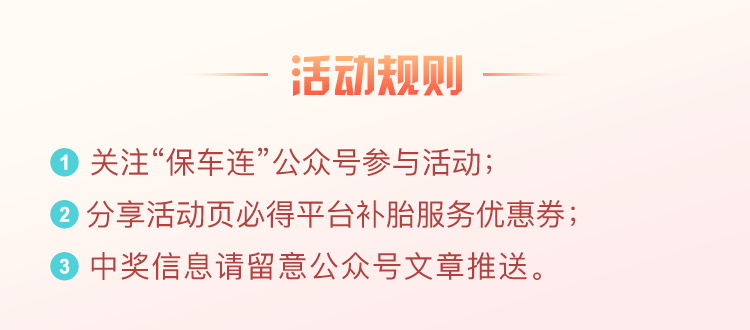 活动规则
1 关注“保车连”公众号参与活动；
2 分享活动页必得平台补胎服务优惠券；
3 中奖信息请留意公众号文章推送。